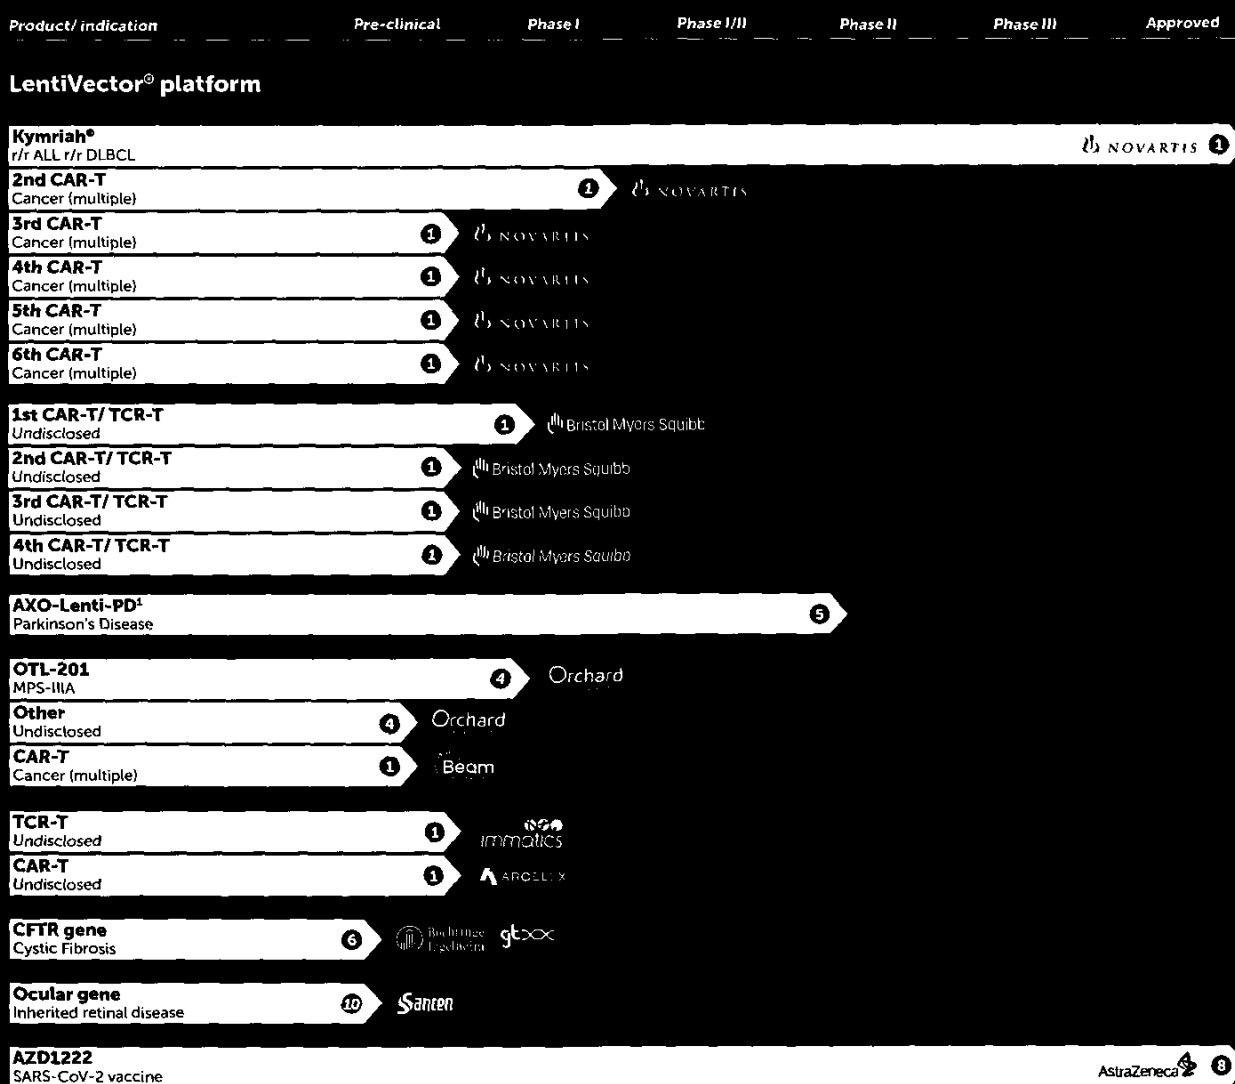 Product/ indication Pre-clinical Phase I Phase I/II Phase II Phase III Approved
LentiVector® platform
Kymriah®
r/r ALL r/r DLBCL
NOVARTIS 1
2nd CAR-T
Cancer (multiple)
1 NOVARTIS
3rd CAR-T
Cancer (multiple)
1 NOVARTIS
4th CAR-T
Cancer (multiple)
1 NOVARTIS
5th CAR-T
Cancer (multiple)
1 NOVARTIS
6th CAR-T
Cancer (multiple)
1 NOVARTIS
1st CAR-T/ TCR-T
Undisclosed
1 Bristol Myers Squibb
2nd CAR-T/ TCR-T
Undisclosed
1 Bristol Myers Squibb
3rd CAR-T/ TCR-T
Undisclosed
1 Bristol Myers Squibb
4th CAR-T/ TCR-T
Undisclosed
1 Bristol Myers Squibb
AXO-Lenti-PD¹
Parkinson's Disease
5
OTL-201
MPS-IIIA
4 Orchard
Other
Undisclosed
4 Orchard
CAR-T
Cancer (multiple)
1 Beam
TCR-T
Undisclosed
1 immatics
CAR-T
Undisclosed
1 ARCELLX
CFTR gene
Cystic Fibrosis
6 Boehringer
Ingelheim
Ocular gene
Inherited retinal disease
10 Santen
AZD1222
SARS-CoV-2 vaccine
AstraZeneca 8